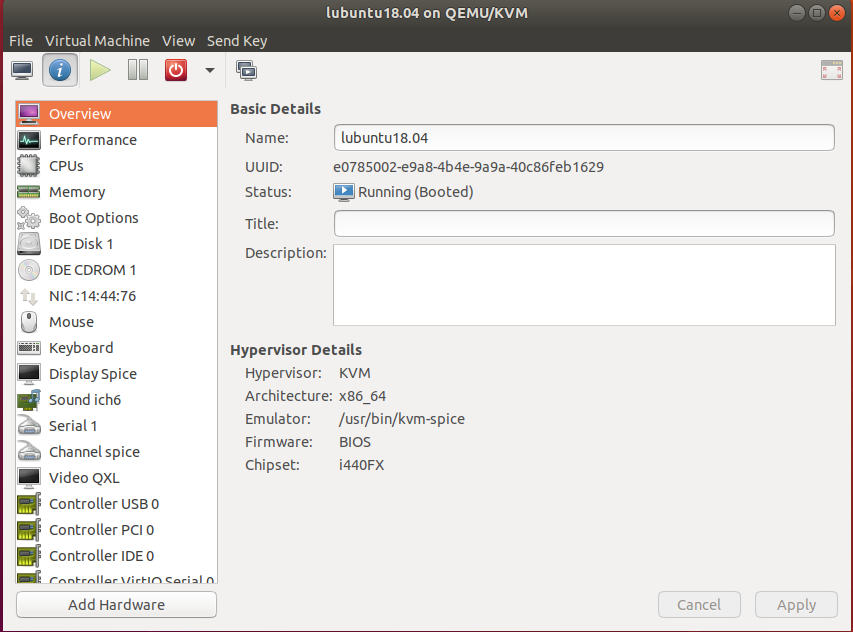 lubuntu18.04 on QEMU/KVM
File Virtual Machine View Send Key
Overview
Performance
CPUs
Memory
Boot Options
IDE Disk 1
IDE CDROM 1
NIC :14:44:76
Mouse
Keyboard
Display Spice
Sound ich6
Serial 1
Channel spice
Video QXL
Controller USB 0
Controller PCI 0
Controller IDE 0
Controller VirtIO Serial 0
Add Hardware
Basic Details
Name: lubuntu18.04
UUID: e0785002-e9a8-4b4e-9a9a-40c86feb1629
Status: Running (Booted)
Title:
Description:
Hypervisor Details
Hypervisor: KVM
Architecture: x86_64
Emulator: /usr/bin/kvm-spice
Firmware: BIOS
Chipset: i440FX
Cancel Apply